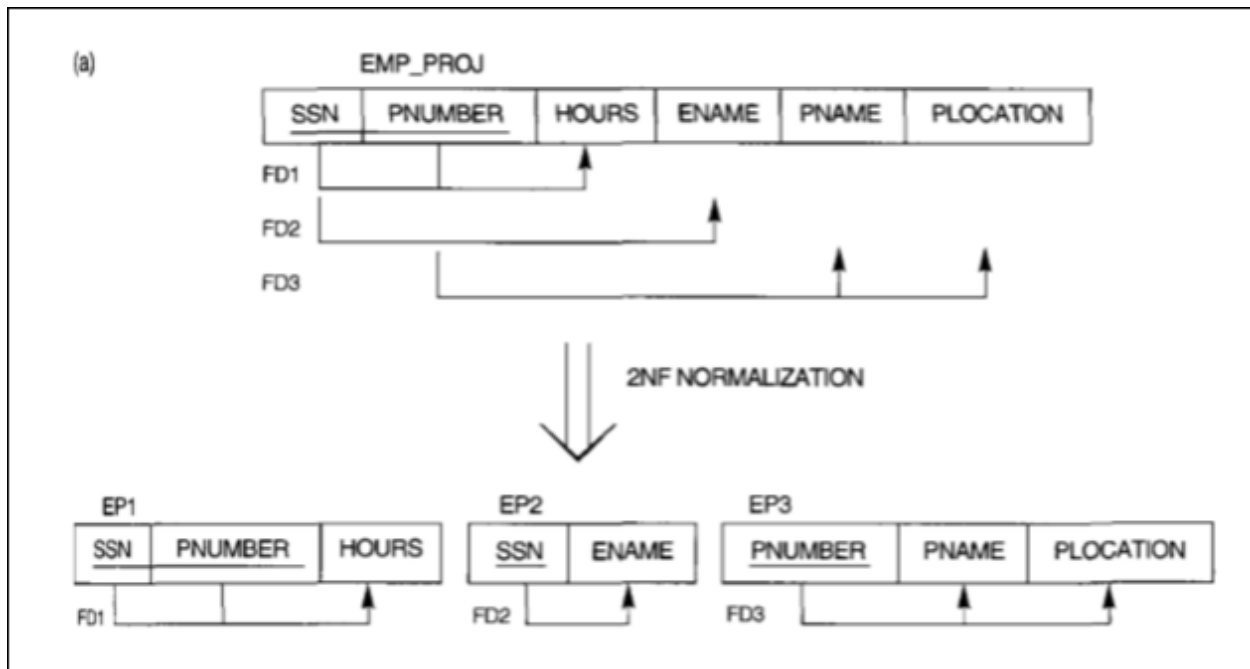 (a)
EMP_PROJ
SSN PNUMBER HOURS ENAME PNAME PLOCATION
FD1
FD2
FD3
2NF NORMALIZATION
EP1 EP2 EP3
SSN PNUMBER HOURS SSN ENAME PNUMBER PNAME PLOCATION
FD1 FD2 FD3